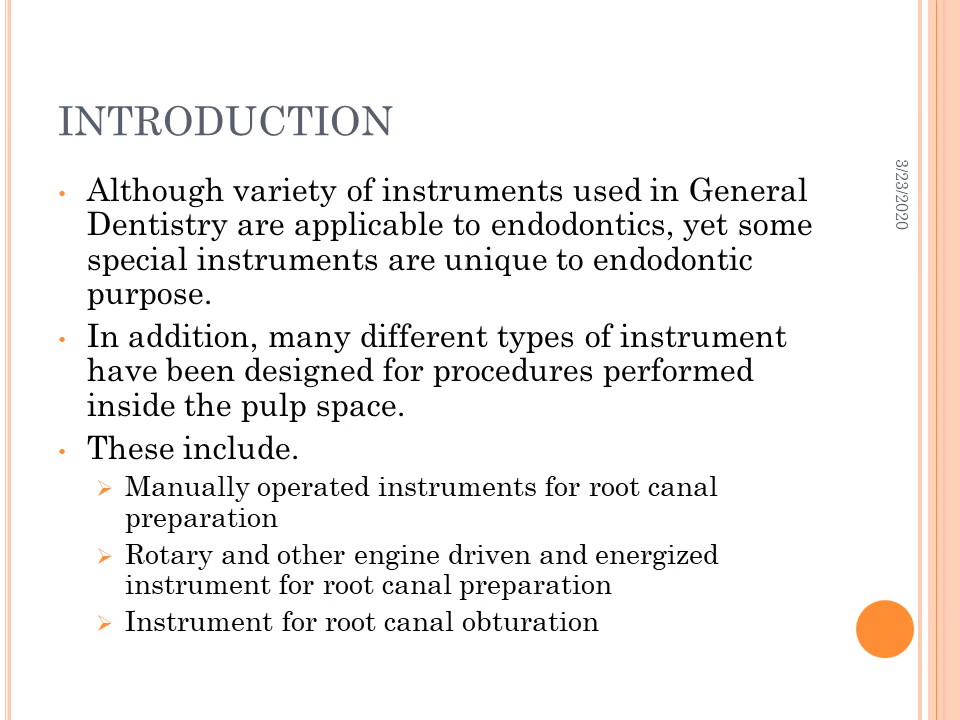 INTRODUCTION
• Although variety of instruments used in General
Dentistry are applicable to endodontics, yet some
special instruments are unique to endodontic
purpose.
• In addition, many different types of instrument
have been designed for procedures performed
inside the pulp space.
• These include.
➢ Manually operated instruments for root canal
preparation
➢ Rotary and other engine driven and energized
instrument for root canal preparation
➢ Instrument for root canal obturation
3/23/2020